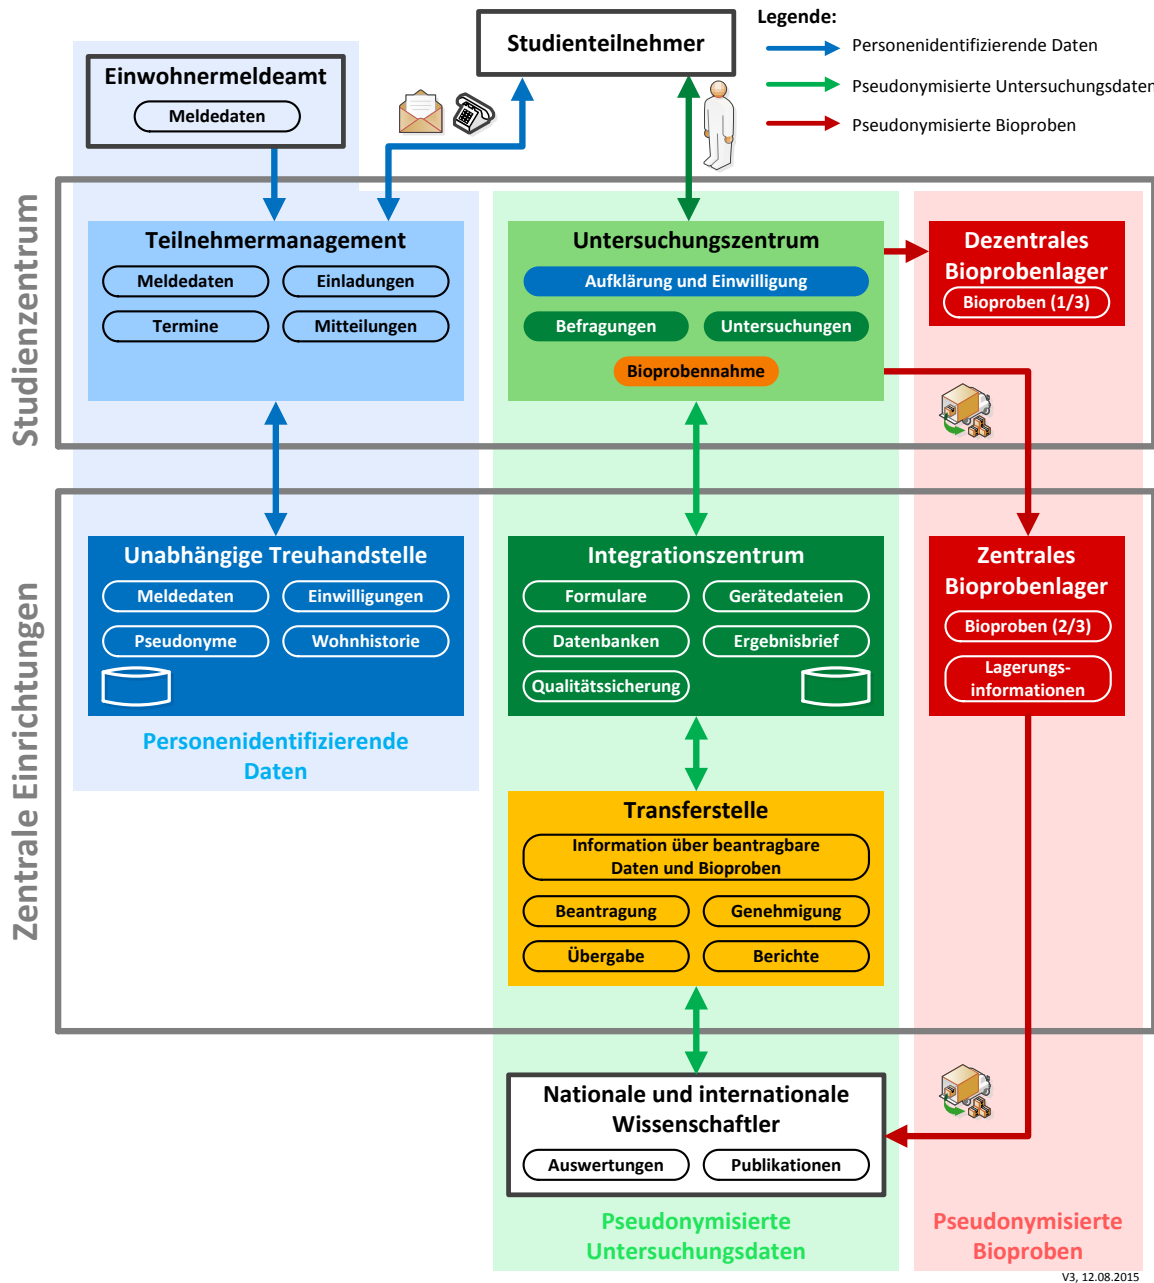 Legende:
Personenidentifizierende Daten
Pseudonymisierte Untersuchungsdaten
Pseudonymisierte Bioproben
Studienteilnehmer
Einwohnermeldeamt
Meldedaten
Studienzentrum
Teilnehmermanagement
Meldedaten
Einladungen
Termine
Mitteilungen
Untersuchungszentrum
Aufklärung und Einwilligung
Befragungen
Untersuchungen
Bioprobennahme
Dezentrales
Bioprobenlager
Bioproben (1/3)
Zentrale Einrichtungen
Unabhängige Treuhandstelle
Meldedaten
Einwilligungen
Pseudonyme
Wohnhistorie
Personenidentifizierende
Daten
Integrationszentrum
Formulare
Gerätedateien
Datenbanken
Ergebnisbrief
Qualitätssicherung
Zentrales
Bioprobenlager
Bioproben (2/3)
Lagerungs-
informationen
Transferstelle
Information über beantragbare
Daten und Bioproben
Beantragung
Genehmigung
Übergabe
Berichte
Nationale und internationale
Wissenschaftler
Auswertungen
Publikationen
Pseudonymisierte
Untersuchungsdaten
Pseudonymisierte
Bioproben
V3, 12.08.2015